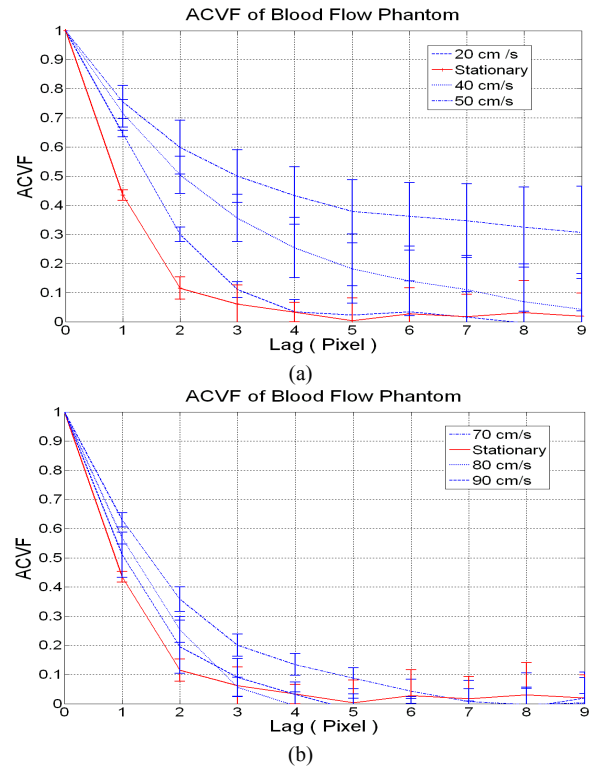 ACVF of Blood Flow Phantom
1
0.9
0.8
0.7
0.6
0.5
0.4
0.3
0.2
0.1
0
ACVF
20 cm /s
Stationary
40 cm/s
50 cm/s
0 1 2 3 4 5 6 7 8 9
Lag ( Pixel )
(a)
ACVF of Blood Flow Phantom
1
0.9
0.8
0.7
0.6
0.5
0.4
0.3
0.2
0.1
0
ACVF
70 cm/s
Stationary
80 cm/s
90 cm/s
0 1 2 3 4 5 6 7 8 9
Lag ( Pixel )
(b)